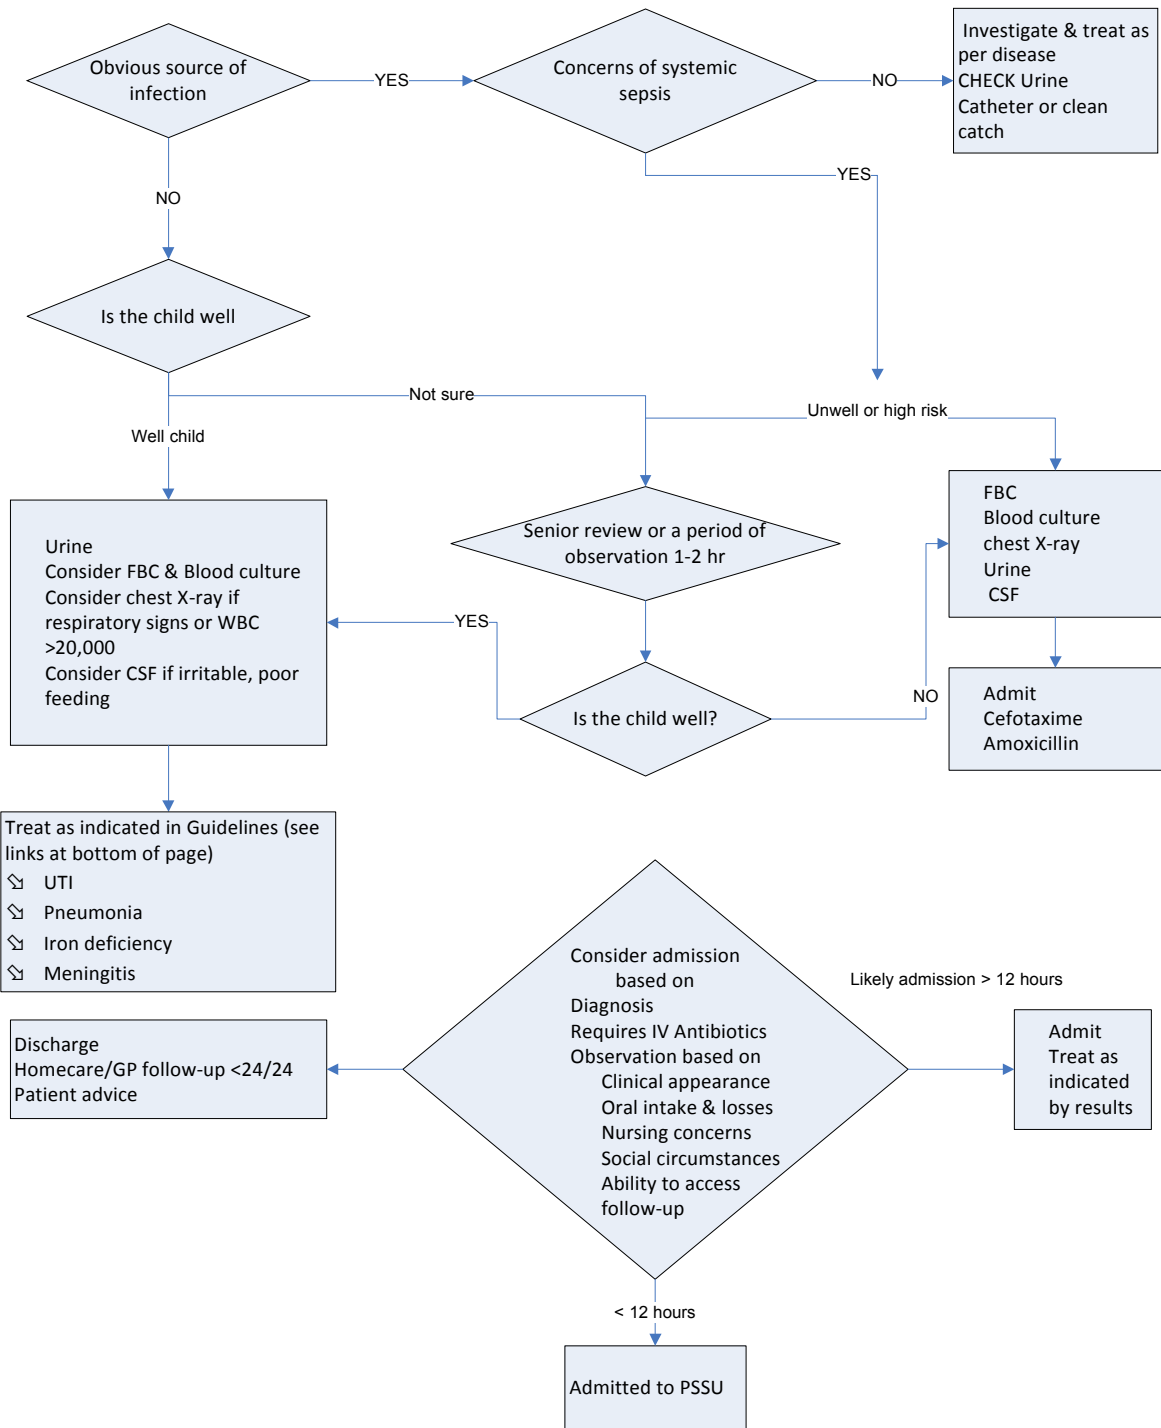 Obvious source of
infection
YES
Concerns of systemic
sepsis
NO
Investigate & treat as
per disease
CHECK Urine
Catheter or clean
catch
NO
YES
Is the child well
Not sure
Unwell or high risk
Well child
Urine
Consider FBC & Blood culture
Consider chest X-ray if
respiratory signs or WBC
>20,000
Consider CSF if irritable, poor
feeding
Senior review or a period of
observation 1-2 hr
FBC
Blood culture
chest X-ray
Urine
CSF
YES
Is the child well?
NO
Admit
Cefotaxime
Amoxicillin
Treat as indicated in Guidelines (see
links at bottom of page)
UTI
Pneumonia
Iron deficiency
Meningitis
Consider admission
based on
Diagnosis
Requires IV Antibiotics
Observation based on
Clinical appearance
Oral intake & losses
Nursing concerns
Social circumstances
Ability to access
follow-up
Likely admission > 12 hours
Discharge
Homecare/GP follow-up <24/24
Patient advice
Admit
Treat as
indicated
by results
< 12 hours
Admitted to PSSU